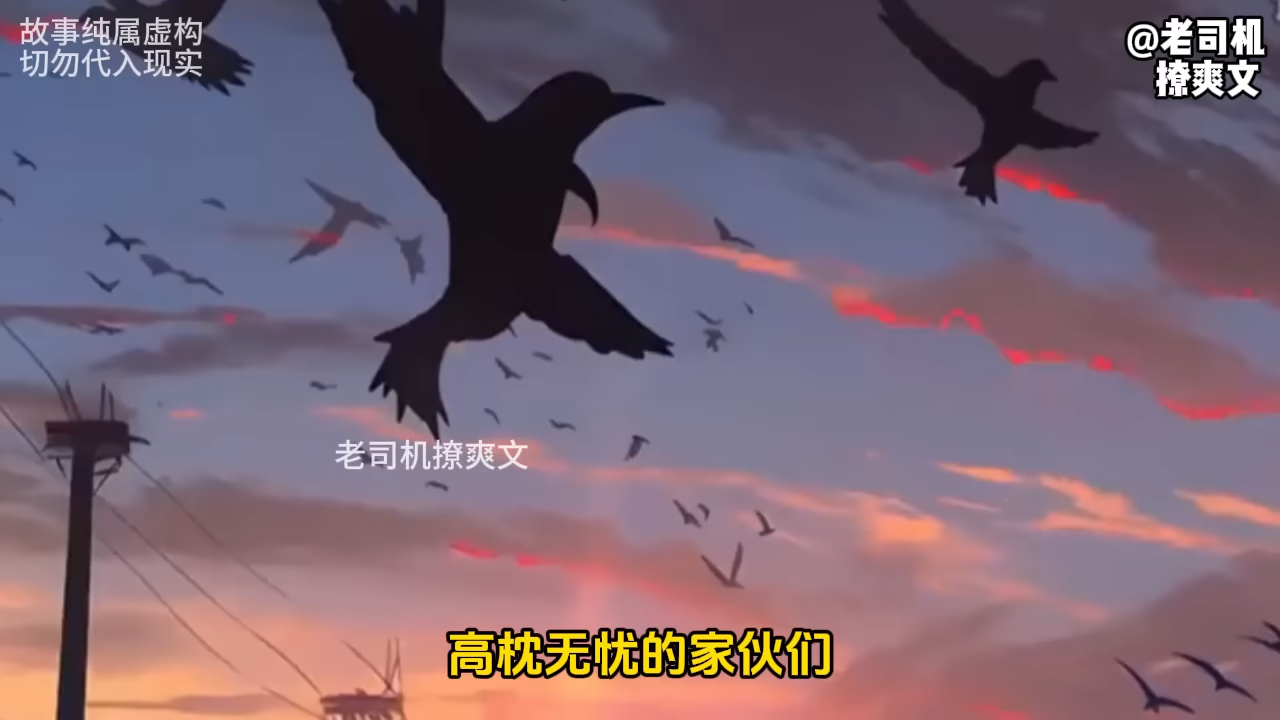 故事纯属虚构
切勿代入现实
@老司机
撩爽文
老司机撩爽文
高枕无忧的家伙们